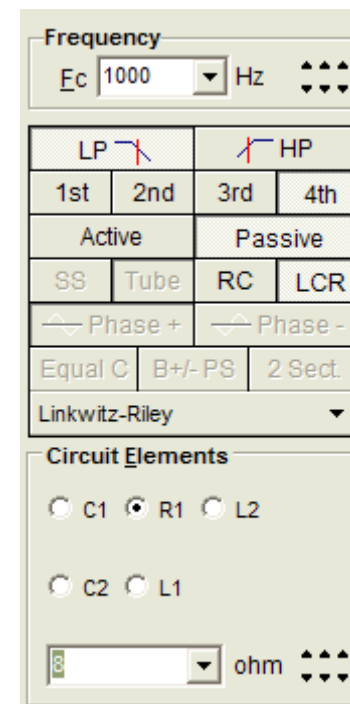 Frequency
Fc 1000 Hz
LP HP
1st 2nd 3rd 4th
Active Passive
SS Tube RC LCR
Phase + Phase -
Equal C B+/- PS 2 Sect.
Linkwitz-Riley
Circuit Elements
C1 R1 L2
C2 L1
8 ohm